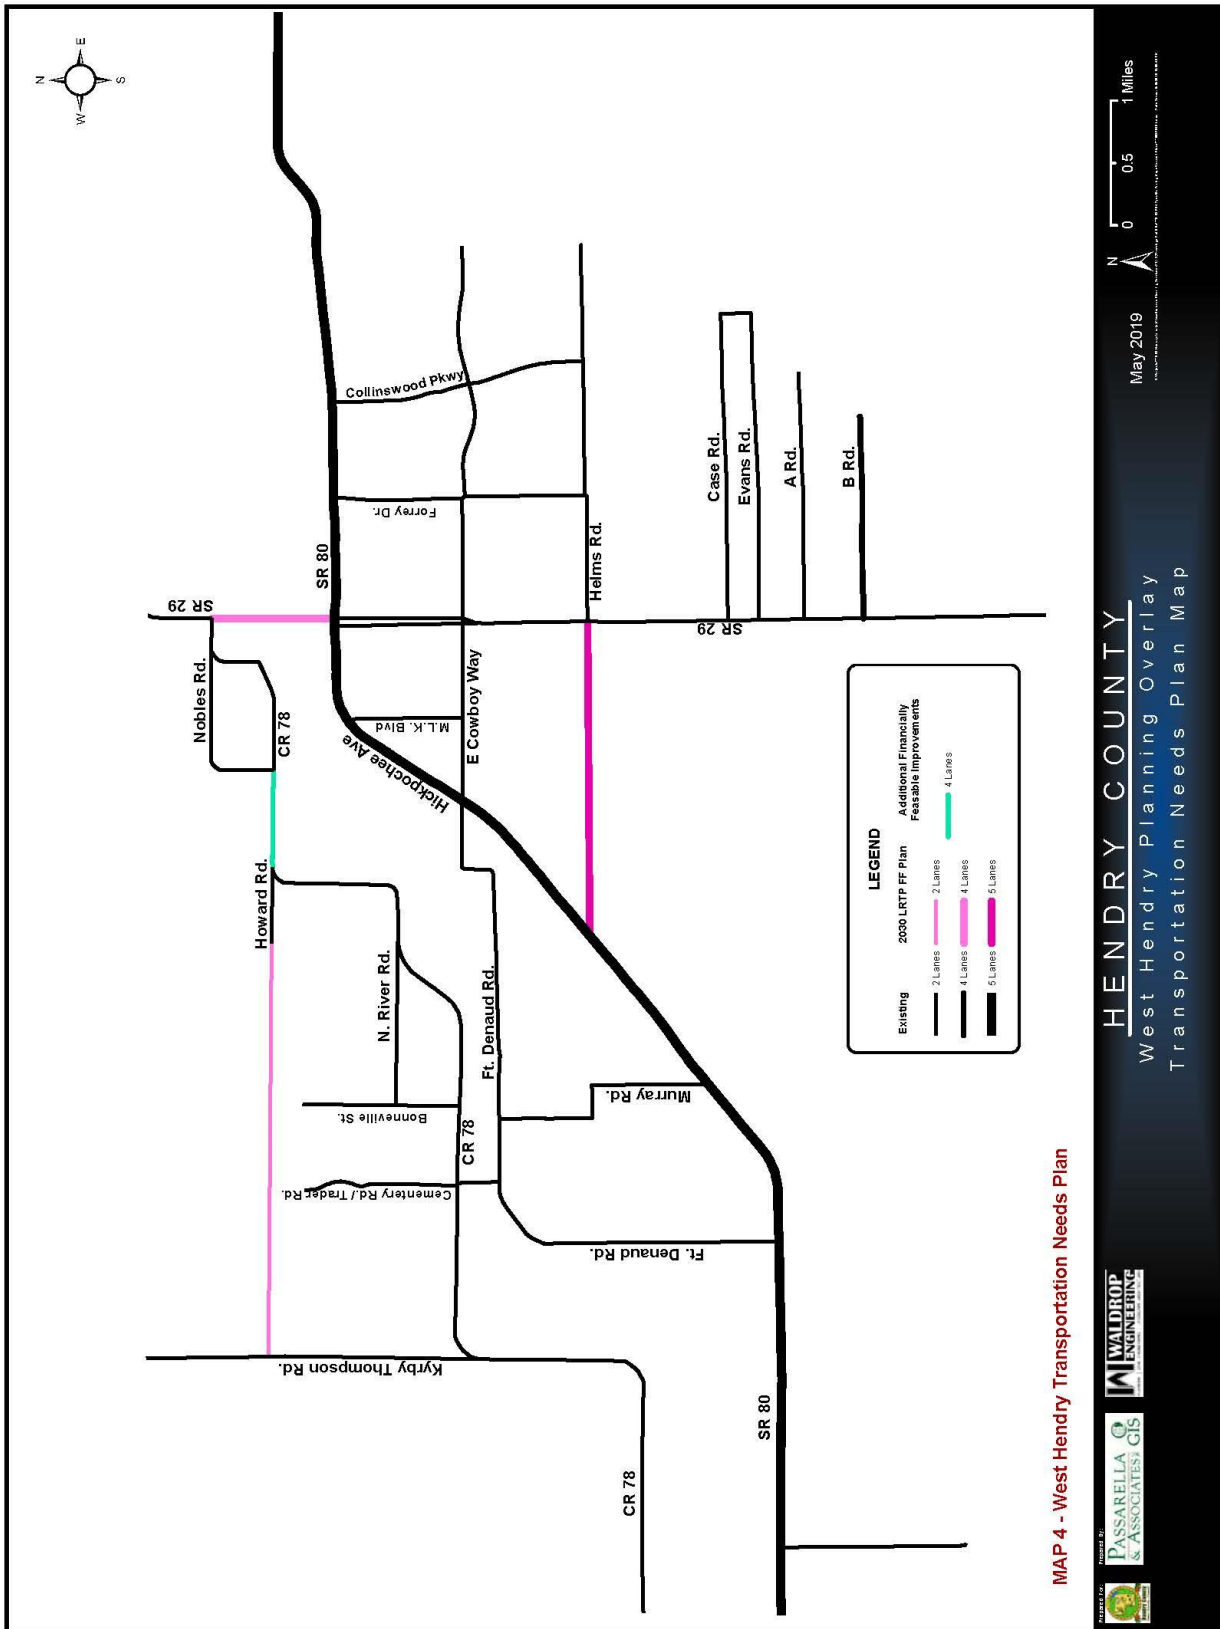 N
E
S
W
SR 29
Nobles Rd.
CR 78
Howard Rd.
SR 80
Collinswood Pkwy
Forrey Dr.
Hickpochee Ave
M.L.K. Blvd
E Cowboy Way
N. River Rd.
Bonneville St.
CR 78
Cementery Rd./ Trader Rd.
Ft. Denaud Rd.
Kyrby Thompson Rd.
Helms Rd.
SR 29
Case Rd.
Evans Rd.
A Rd.
B Rd.
Murray Rd.
Ft. Denaud Rd.
CR 78
SR 80
LEGEND
Existing
2 Lanes
4 Lanes
5 Lanes
2030 LRTP FF Plan
2 Lanes
4 Lanes
5 Lanes
Additional Financially
Feasable Improvements
4 Lanes
MAP 4 - West Hendry Transportation Needs Plan
Prepared For:
Prepared By:
PASSARELLA
& ASSOCIATES GIS
WALDROP
ENGINEERING
HENDRY COUNTY
West Hendry Planning Overlay
Transportation Needs Plan Map
May 2019
N
0
0.5
1 Miles